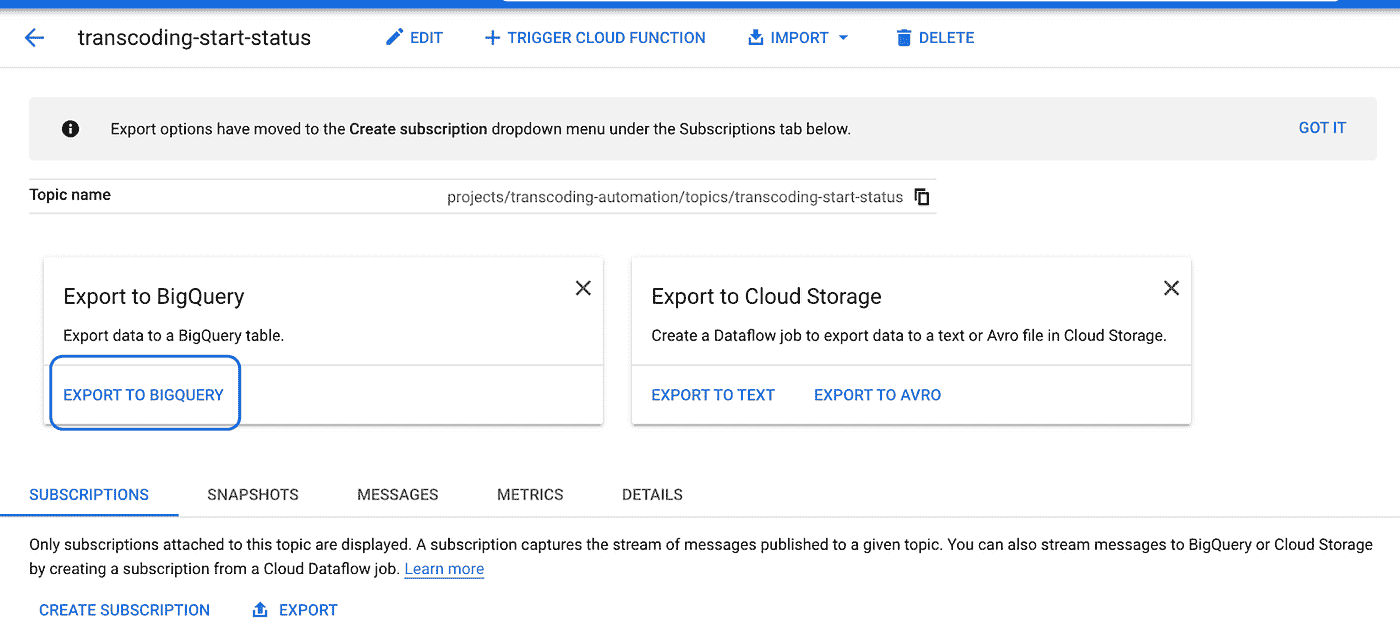 transcoding-start-status EDIT TRIGGER CLOUD FUNCTION IMPORT DELETE
Export options have moved to the Create subscription dropdown menu under the Subscriptions tab below. GOT IT
Topic name projects/transcoding-automation/topics/transcoding-start-status
Export to BigQuery
Export data to a BigQuery table.
EXPORT TO BIGQUERY
Export to Cloud Storage
Create a Dataflow job to export data to a text or Avro file in Cloud Storage.
EXPORT TO TEXT EXPORT TO AVRO
SUBSCRIPTIONS SNAPSHOTS MESSAGES METRICS DETAILS
Only subscriptions attached to this topic are displayed. A subscription captures the stream of messages published to a given topic. You can also stream messages to BigQuery or Cloud Storage
by creating a subscription from a Cloud Dataflow job. Learn more
CREATE SUBSCRIPTION EXPORT